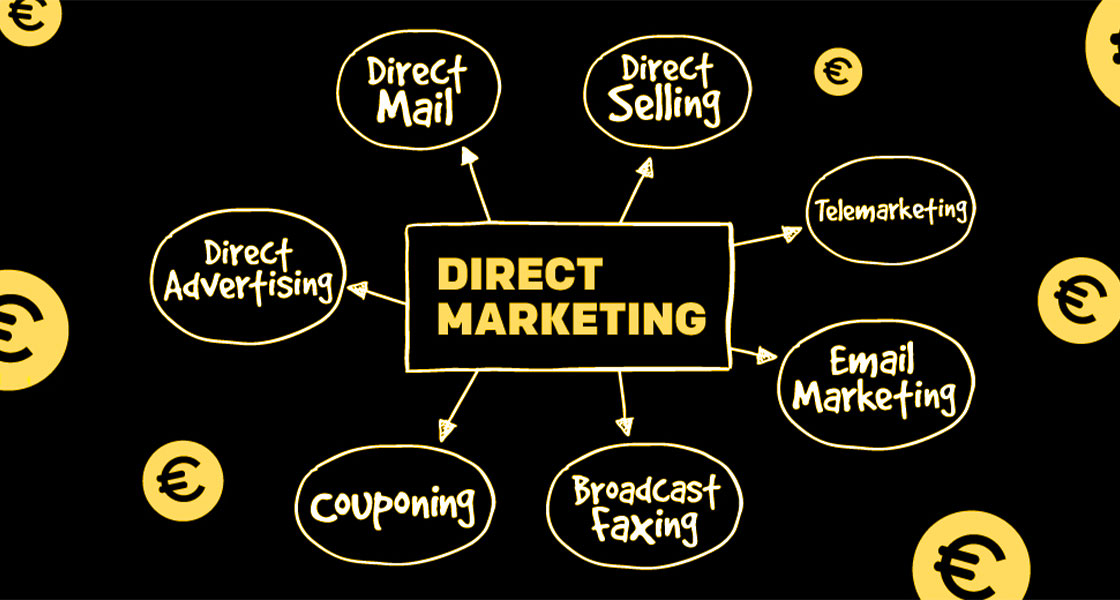 Direct
Mail
Direct
Selling
Telemarketing
Direct
Advertising
DIRECT
MARKETING
Email
Marketing
Couponing
Broadcast
Faxing